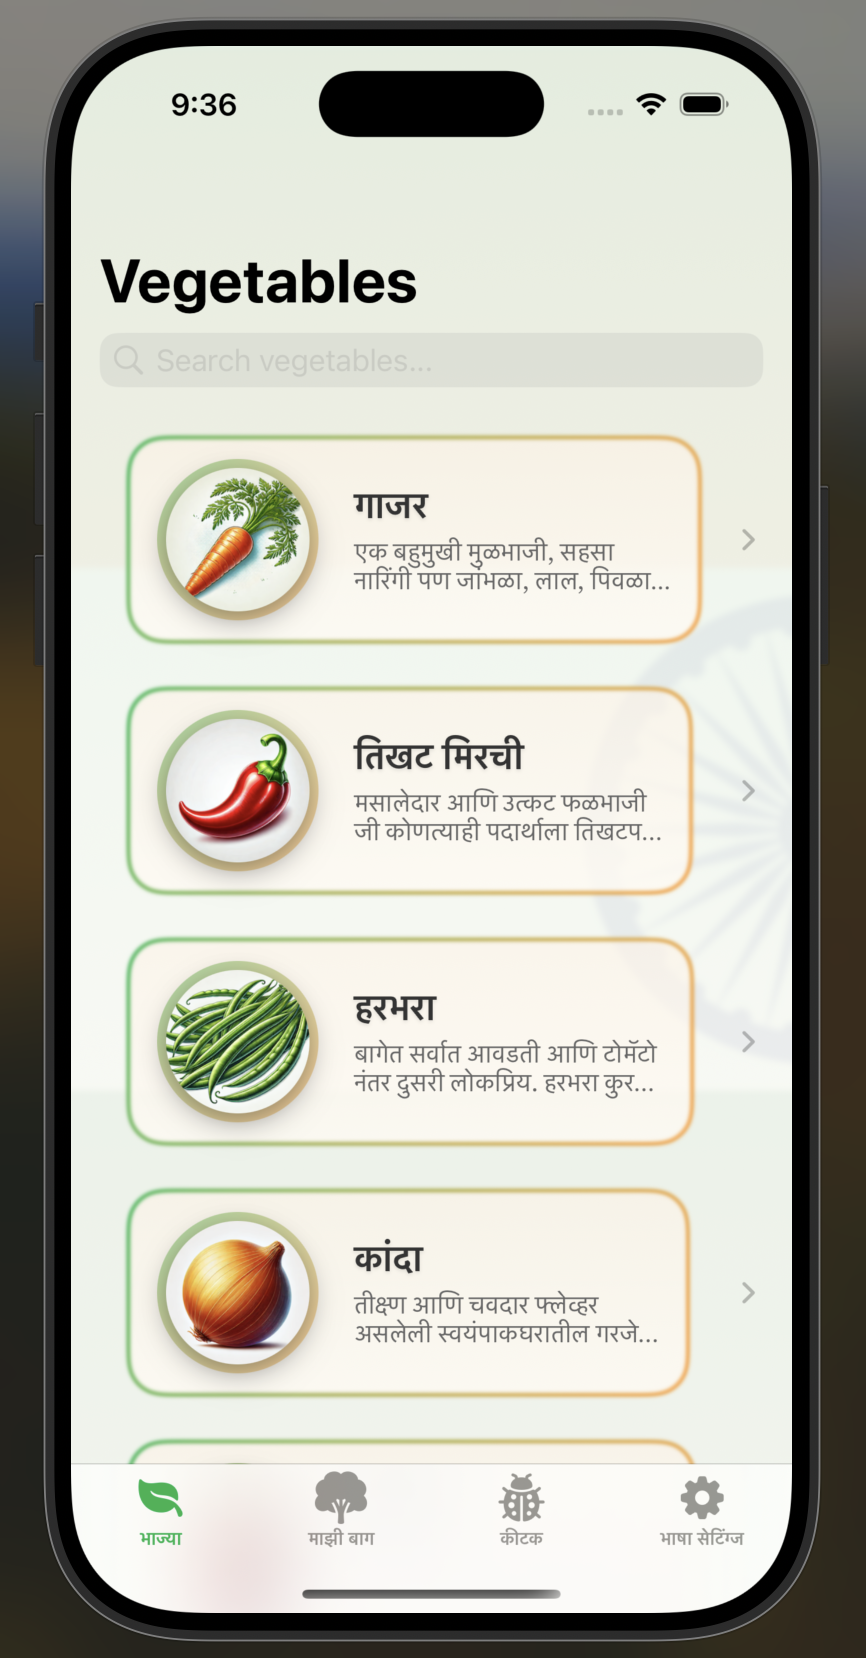 9:36
Vegetables
Search vegetables...
गाजर
एक बहुमुखी मुळभाजी, सहसा
नारिंगी पण जांभळा, लाल, पिवळा...
तिखट मिरची
मसालेदार आणि उत्कट फळभाजी
जी कोणत्याही पदार्थाला तिखटप...
हरभरा
बागेत सर्वात आवडती आणि टोमॅटो
नंतर दुसरी लोकप्रिय. हरभरा कुर...
कांदा
तीक्ष्ण आणि चवदार फ्लेव्हर
असलेली स्वयंपाकघरातील गरजे...
भाज्या
माझी बाग
कीटक
भाषा सेटिंग्ज